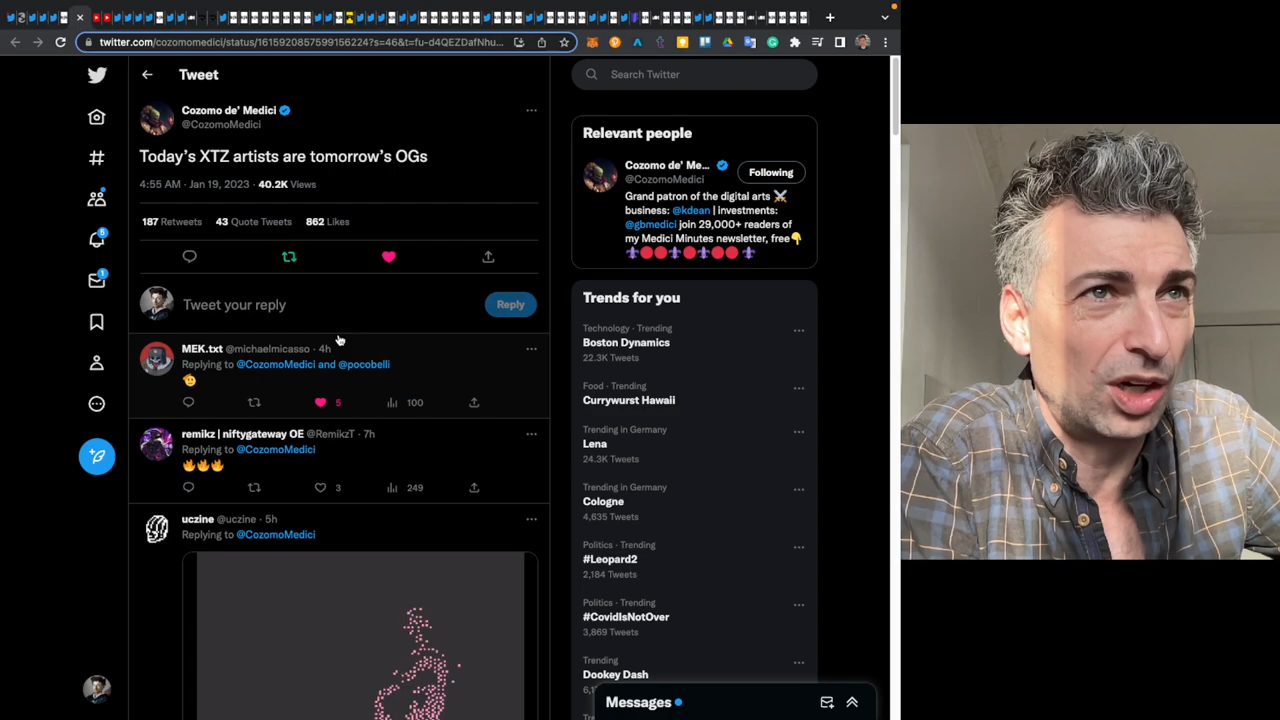 twitter.com/cozomomedici/status/1615920857599156224?s=46&t=fu-d4QEZDafNhu...
Tweet
Cozomo de' Medici
@CozomoMedici
Today's XTZ artists are tomorrow's OGs
4:55 AM · Jan 19, 2023 · 40.2K Views
187 Retweets 43 Quote Tweets 862 Likes
Tweet your reply
Reply
MEK.txt @michaelmicasso · 4h
Replying to @CozomoMedici and @pocobelli
5 100
remikz | niftygateway OE @RemikzT · 7h
Replying to @CozomoMedici
🔥🔥🔥
3 249
uczine @uczine · 5h
Replying to @CozomoMedici
5
1
Search Twitter
Relevant people
Cozomo de' Me...
@CozomoMedici
Following
Grand patron of the digital arts ⚔️
business: @kdean | investments:
@gbmedici join 29,000+ readers of
my Medici Minutes newsletter, free👇
Trends for you
Technology · Trending
Boston Dynamics
22.3K Tweets
Food · Trending
Currywurst Hawaii
Trending in Germany
Lena
24.3K Tweets
Trending in Germany
Cologne
4,635 Tweets
Politics · Trending
#Leopard2
2,184 Tweets
Politics · Trending
#CovidIsNotOver
3,869 Tweets
Trending
Dookey Dash
Messages